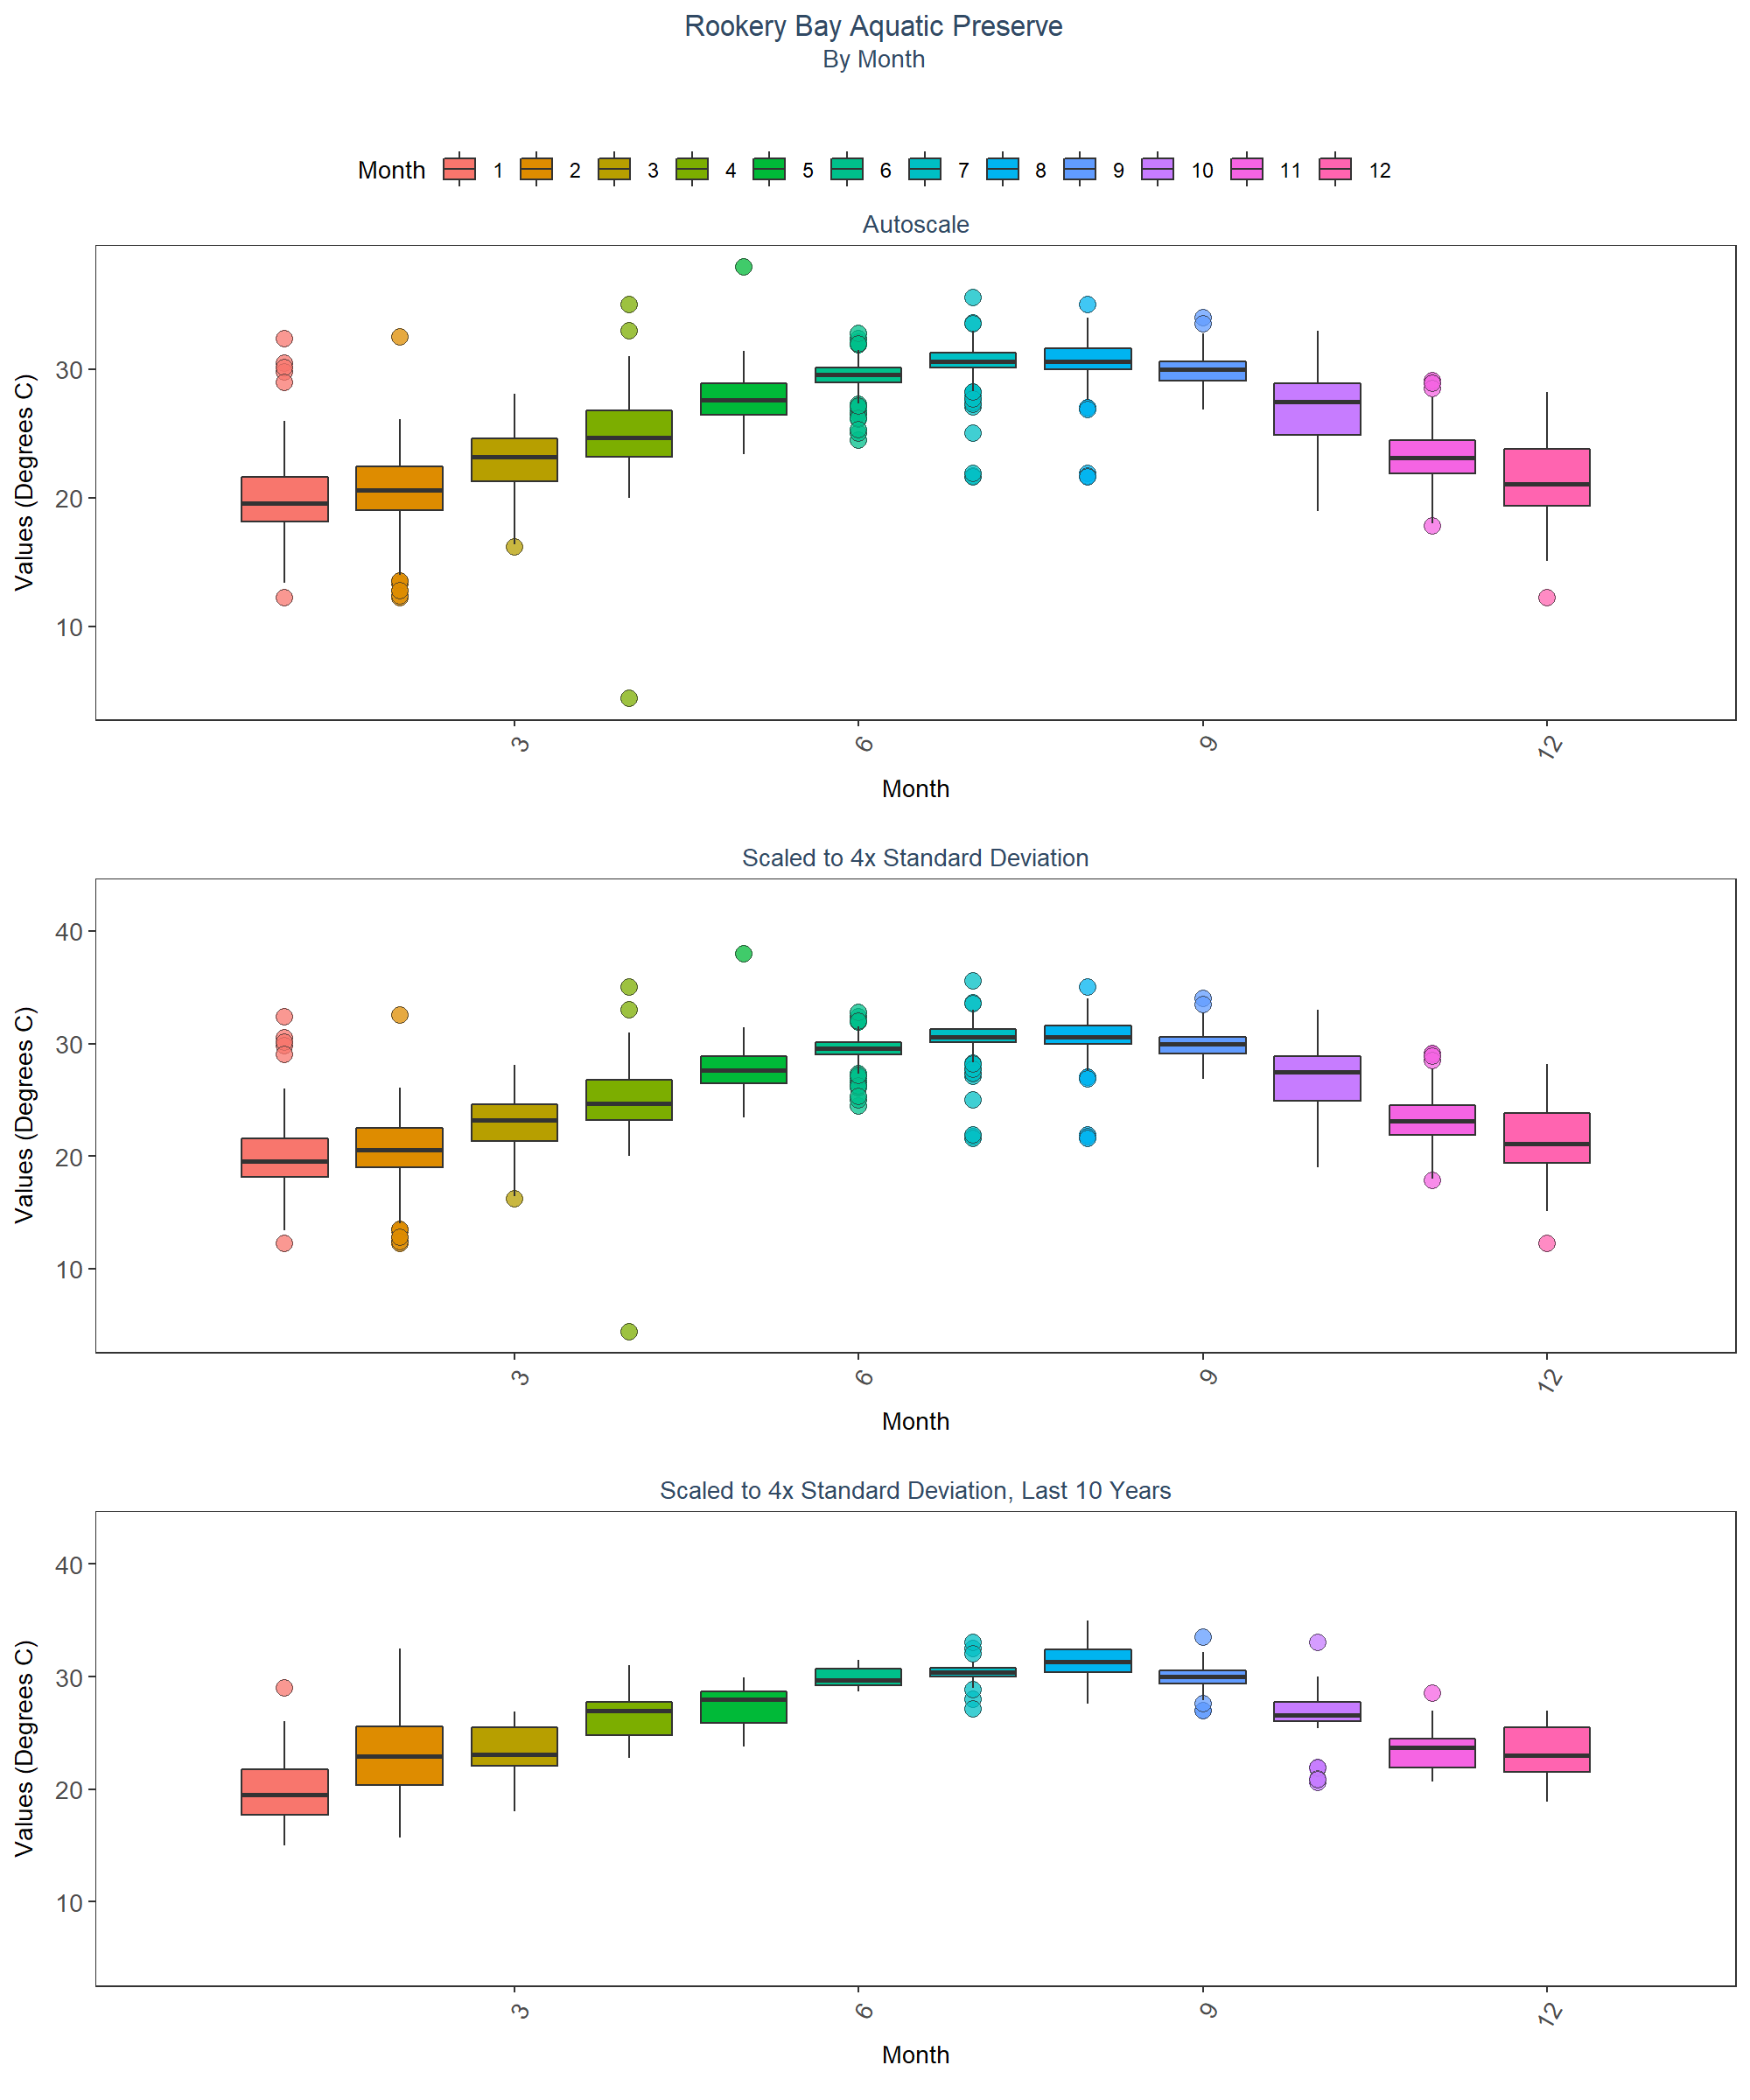 Rookery Bay Aquatic Preserve
By Month
Month 1 2 3 4 5 6 7 8 9 10 11 12
Autoscale
Values (Degrees C)
30
20
10
3 6 9 12
Month
Scaled to 4x Standard Deviation
Values (Degrees C)
40
30
20
10
3 6 9 12
Month
Scaled to 4x Standard Deviation, Last 10 Years
Values (Degrees C)
40
30
20
10
3 6 9 12
Month